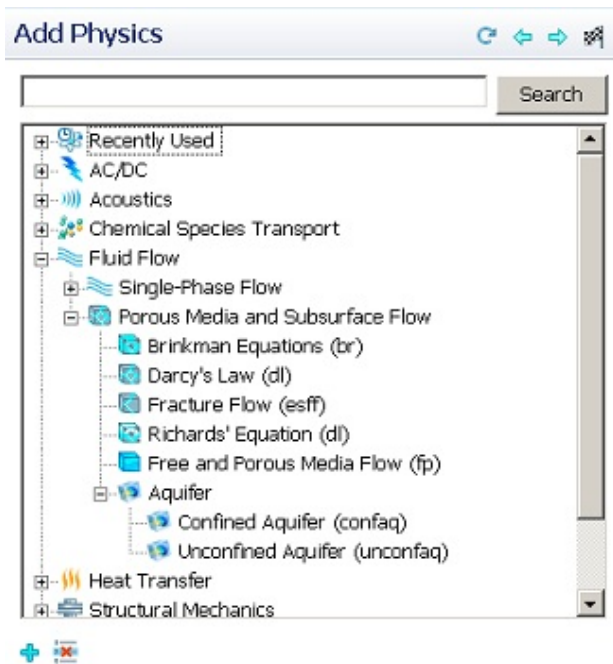 Add Physics
Search
Recently Used
AC/DC
Acoustics
Chemical Species Transport
Fluid Flow
Single-Phase Flow
Porous Media and Subsurface Flow
Brinkman Equations (br)
Darcy's Law (dl)
Fracture Flow (esff)
Richards' Equation (dl)
Free and Porous Media Flow (fp)
Aquifer
Confined Aquifer (confaq)
Unconfined Aquifer (unconfaq)
Heat Transfer
Structural Mechanics